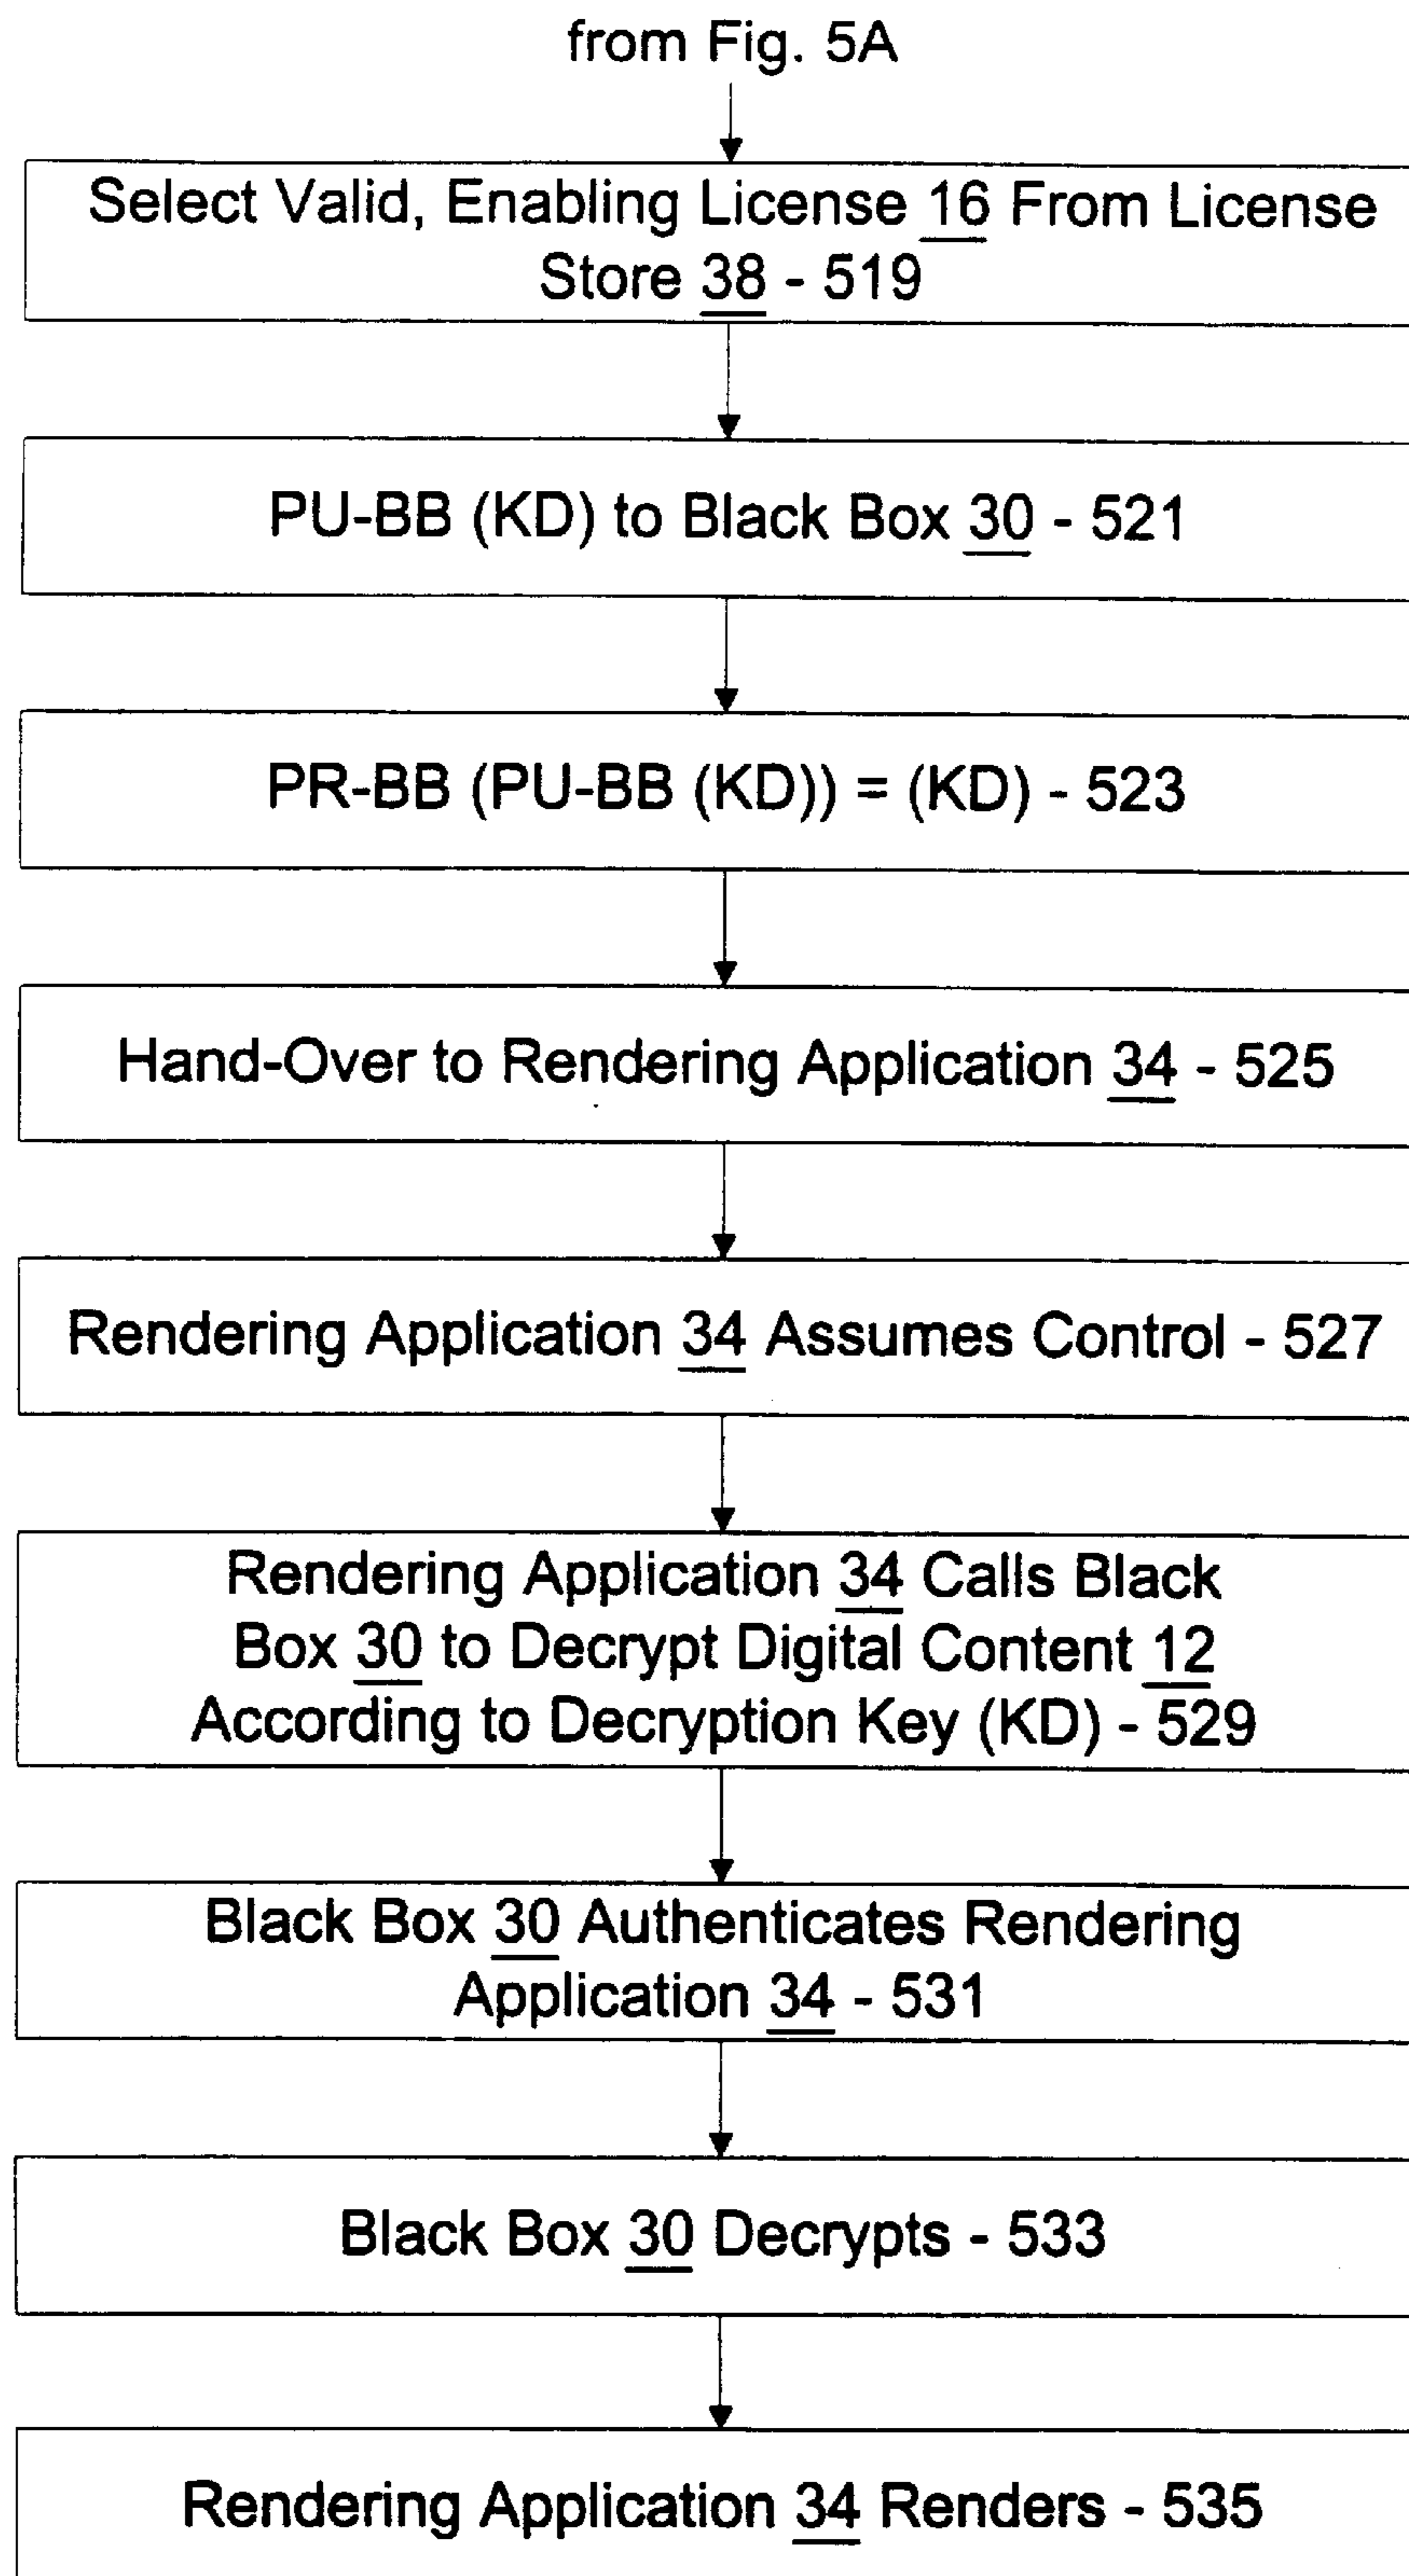 from Fig. 5A
Select Valid, Enabling License 16 From License
Store 38 - 519
PU-BB (KD) to Black Box 30 - 521
PR-BB (PU-BB (KD)) = (KD) - 523
Hand-Over to Rendering Application 34 - 525
Rendering Application 34 Assumes Control - 527
Rendering Application 34 Calls Black
Box 30 to Decrypt Digital Content 12
According to Decryption Key (KD) - 529
Black Box 30 Authenticates Rendering
Application 34 - 531
Black Box 30 Decrypts - 533
Rendering Application 34 Renders - 535